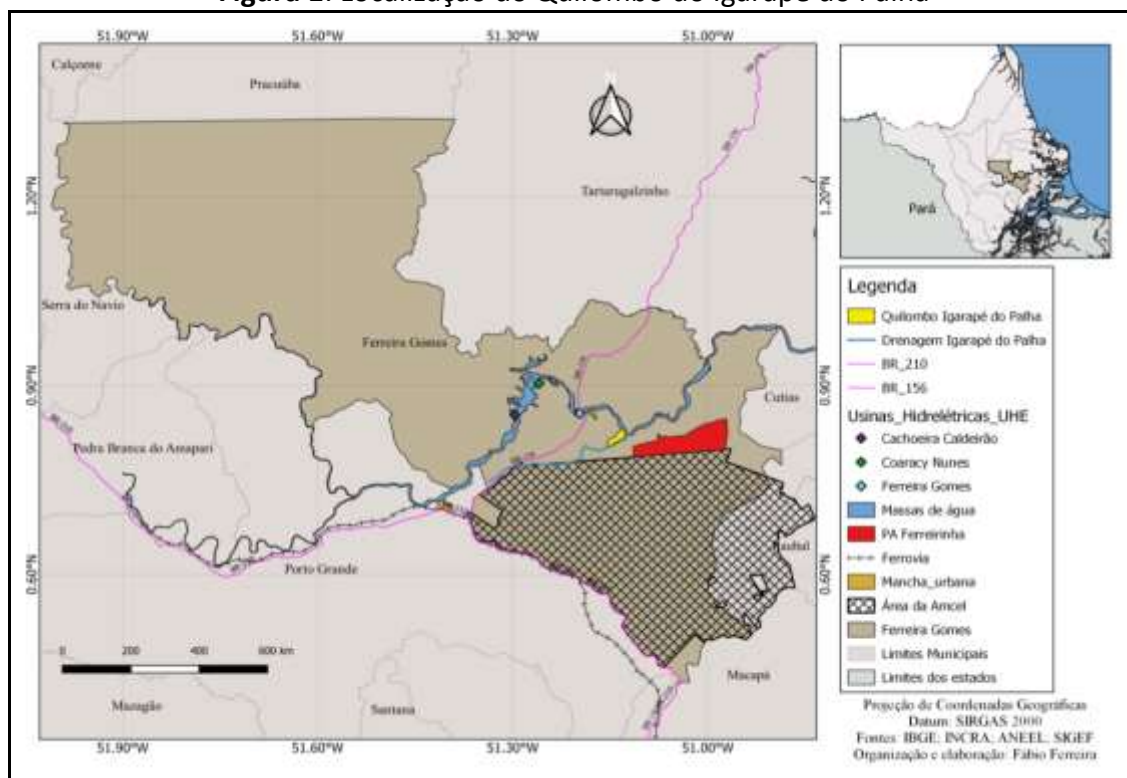 Figura 1: Localização do Quilombo do Igarapé do Palha
51.90°W 51.60°W 51.30°W 51.00°W
Calçoene
Pracuúba
Tartarugalzinho
1.20°N 1.20°N
Pará
Serra do Navio
Ferreira Gomes
0.90°N 0.90°N
Cutias
Pedra Branca do Amapari
Porto Grande
0.60°N 0.60°N
0 200 400 600 km
Macapá
Mazagão
Santana
51.90°W 51.60°W 51.30°W 51.00°W
Legenda
Quilombo Igarapé do Palha
Drenagem Igarapé do Palha
BR_210
BR_156
Usinas_Hidrelétricas_UHE
Cachoeira Caldeirão
Coaracy Nunes
Ferreira Gomes
Massas de água
PA Ferreirinha
Ferrovia
Mancha_urbana
Área da Amcel
Ferreira Gomes
Limites Municipais
Limites dos estados
Projeção de Coordenadas Geográficas
Datum: SIRGAS 2000
Fontes: IBGE; INCRA; ANEEL; SIGEF
Organização e elaboração: Fábio Ferreira